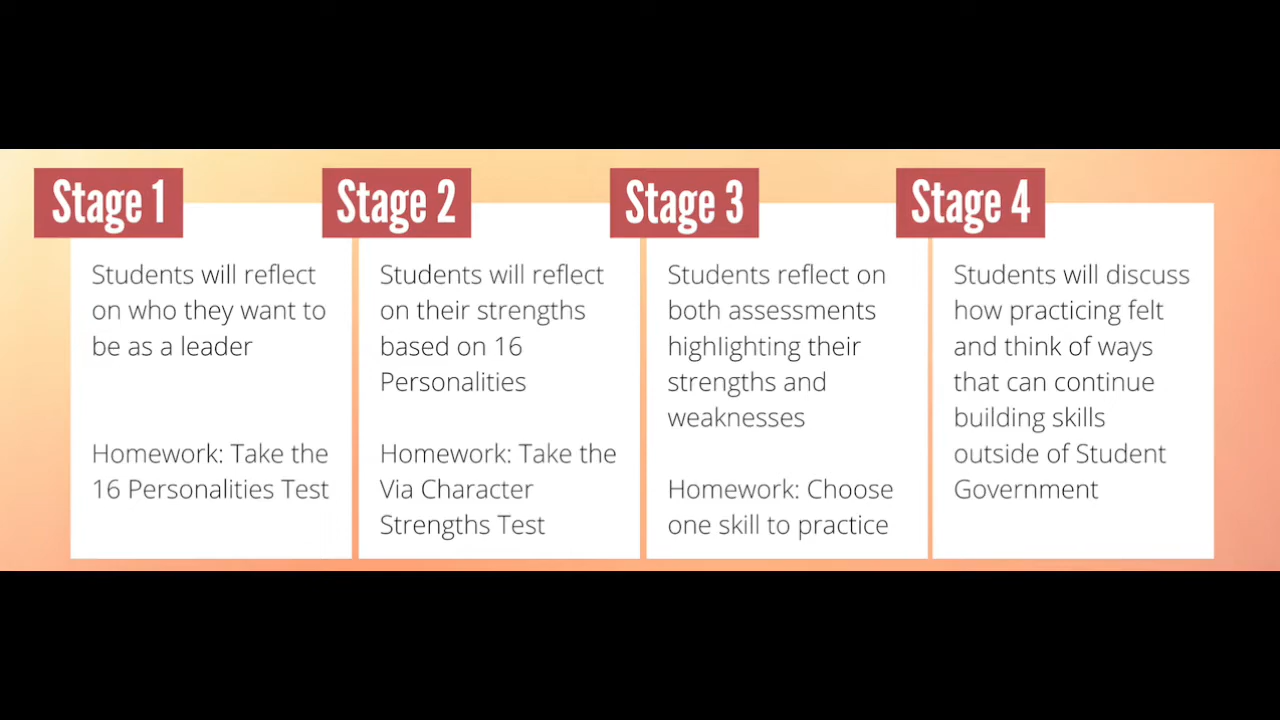 Stage 1
Students will reflect
on who they want to
be as a leader
Homework: Take the
16 Personalities Test
Stage 2
Students will reflect
on their strengths
based on 16
Personalities
Homework: Take the
Via Character
Strengths Test
Stage 3
Students reflect on
both assessments
highlighting their
strengths and
weaknesses
Homework: Choose
one skill to practice
Stage 4
Students will discuss
how practicing felt
and think of ways
that can continue
building skills
outside of Student
Government